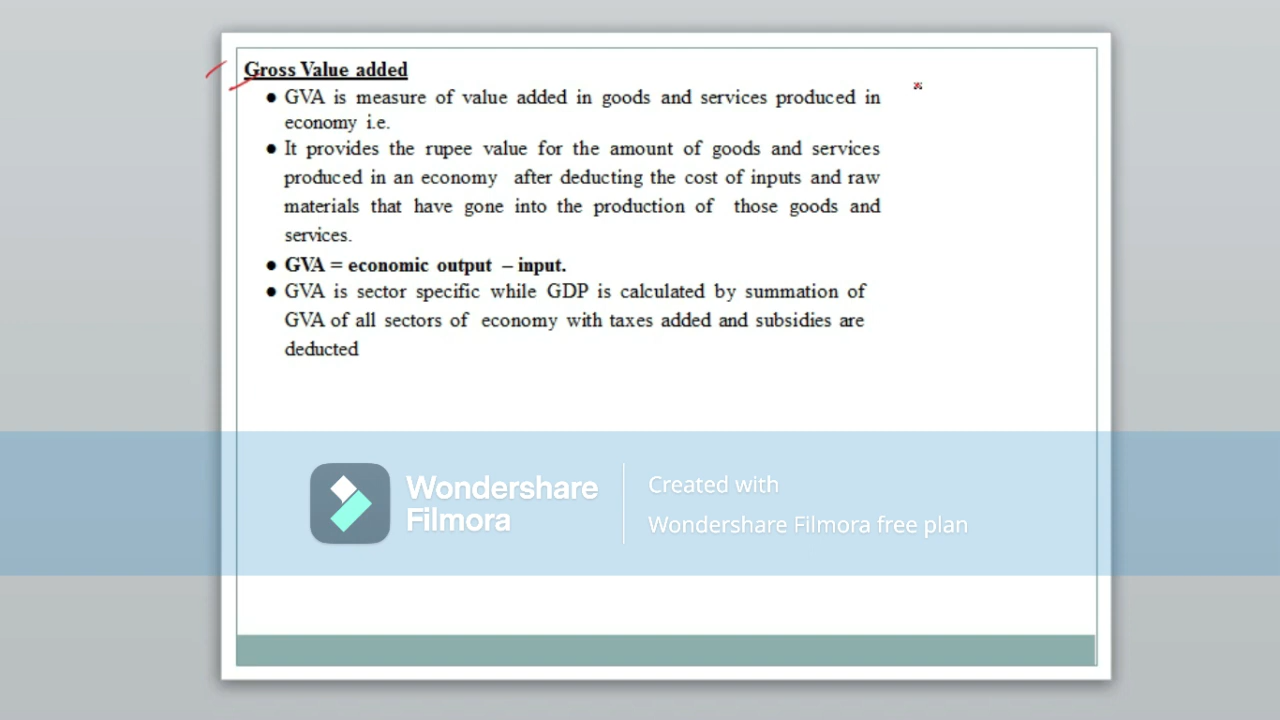 Gross Value added
● GVA is measure of value added in goods and services produced in
economy i.e.
● It provides the rupee value for the amount of goods and services
produced in an economy after deducting the cost of inputs and raw
materials that have gone into the production of those goods and
services.
● GVA = economic output – input.
● GVA is sector specific while GDP is calculated by summation of
GVA of all sectors of economy with taxes added and subsidies are
deducted
Wondershare
Filmora
Created with
Wondershare Filmora free plan